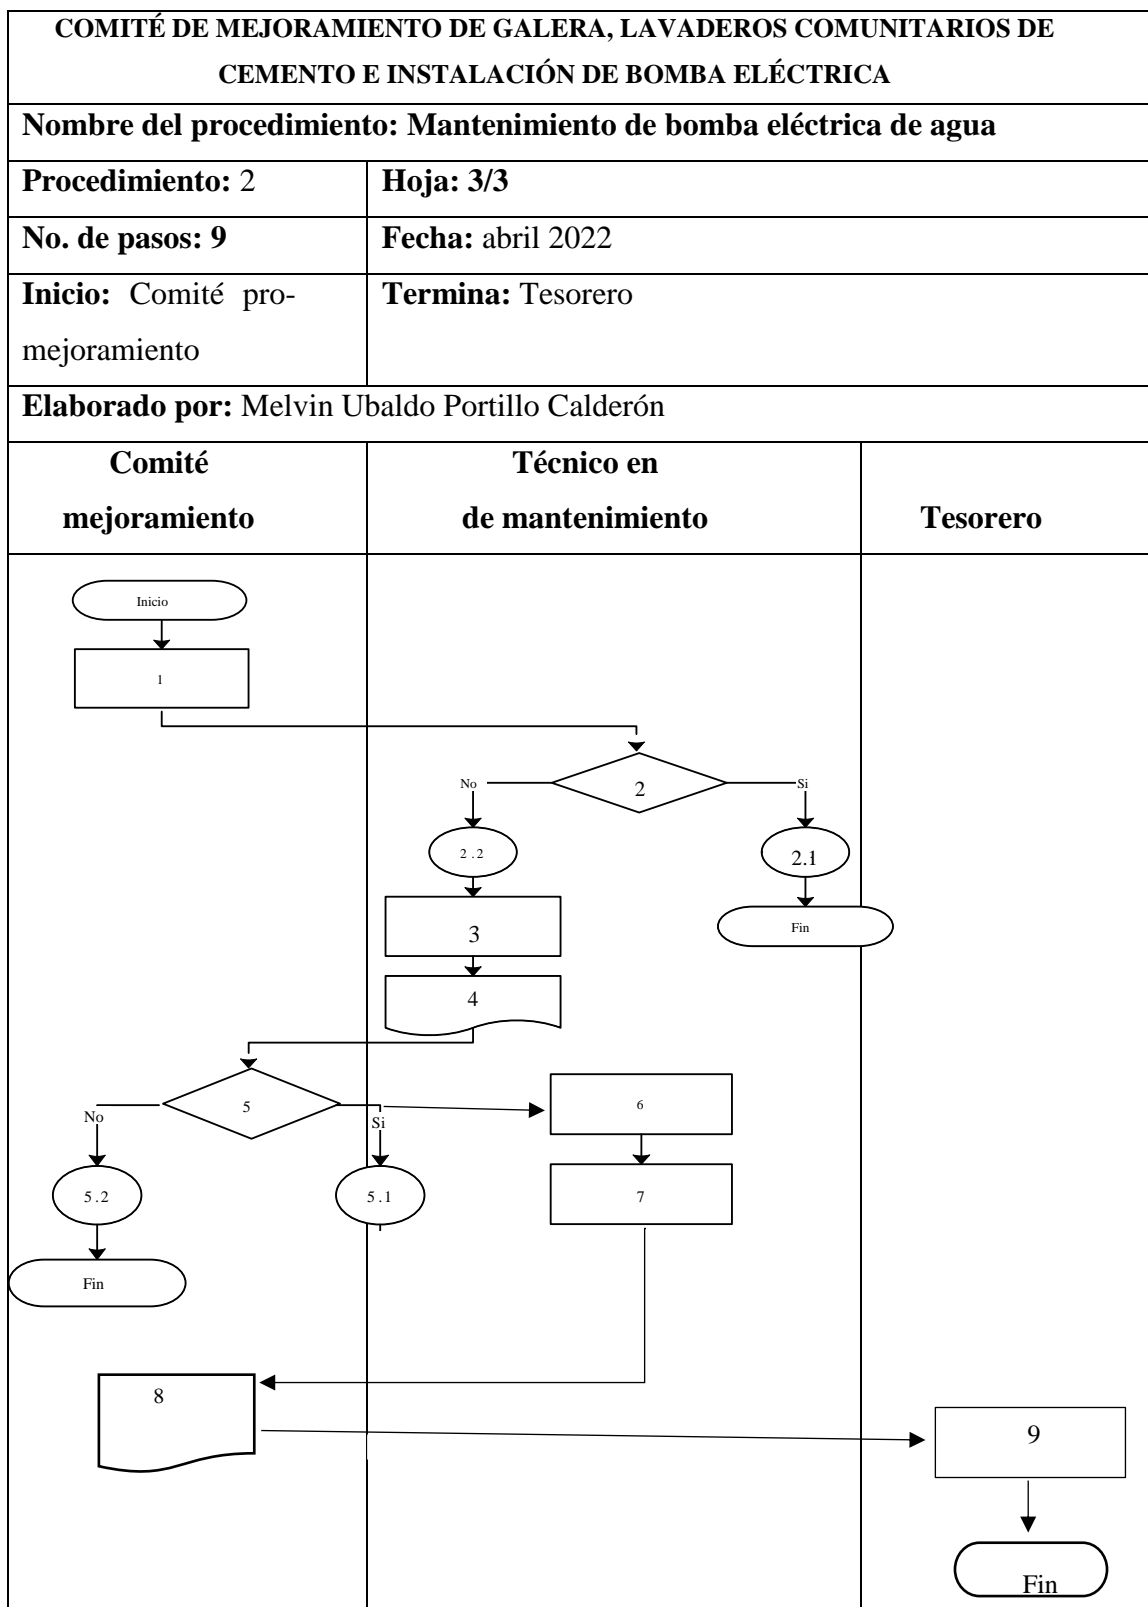 COMITÉ DE MEJORAMIENTO DE GALERA, LAVADEROS COMUNITARIOS DE
CEMENTO E INSTALACIÓN DE BOMBA ELÉCTRICA
Nombre del procedimiento: Mantenimiento de bomba eléctrica de agua
Procedimiento: 2
Hoja: 3/3
No. de pasos: 9
Fecha: abril 2022
Inicio: Comité pro-
mejoramiento
Termina: Tesorero
Elaborado por: Melvin Ubaldo Portillo Calderón
Comité
mejoramiento
Técnico en
de mantenimiento
Tesorero
Inicio
1
2
No
Si
2.2
2.1
3
Fin
4
5
6
No
Si
5.2
5.1
7
Fin
8
9
Fin